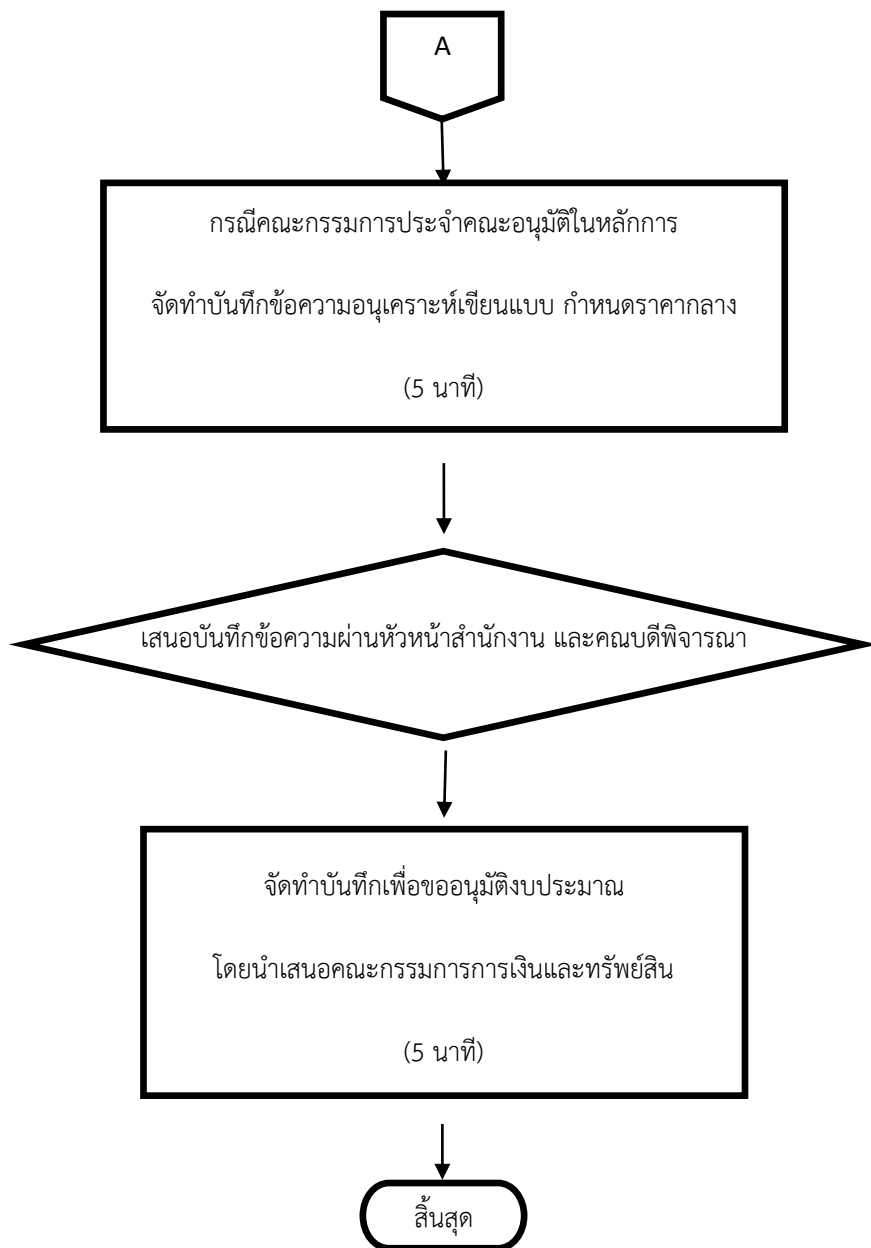 A
กรณีคณะกรรมการประจำคณะอนุมัติในหลักการ
จัดทำบันทึกข้อความอนุเคราะห์เขียนแบบ กำหนดราคากลาง
(5 นาที)
เสนอบันทึกข้อความผ่านหัวหน้าสำนักงาน และคณบดีพิจารณา
จัดทำบันทึกเพื่อขออนุมัติงบประมาณ
โดยนำเสนอคณะกรรมการการเงินและทรัพย์สิน
(5 นาที)
สิ้นสุด